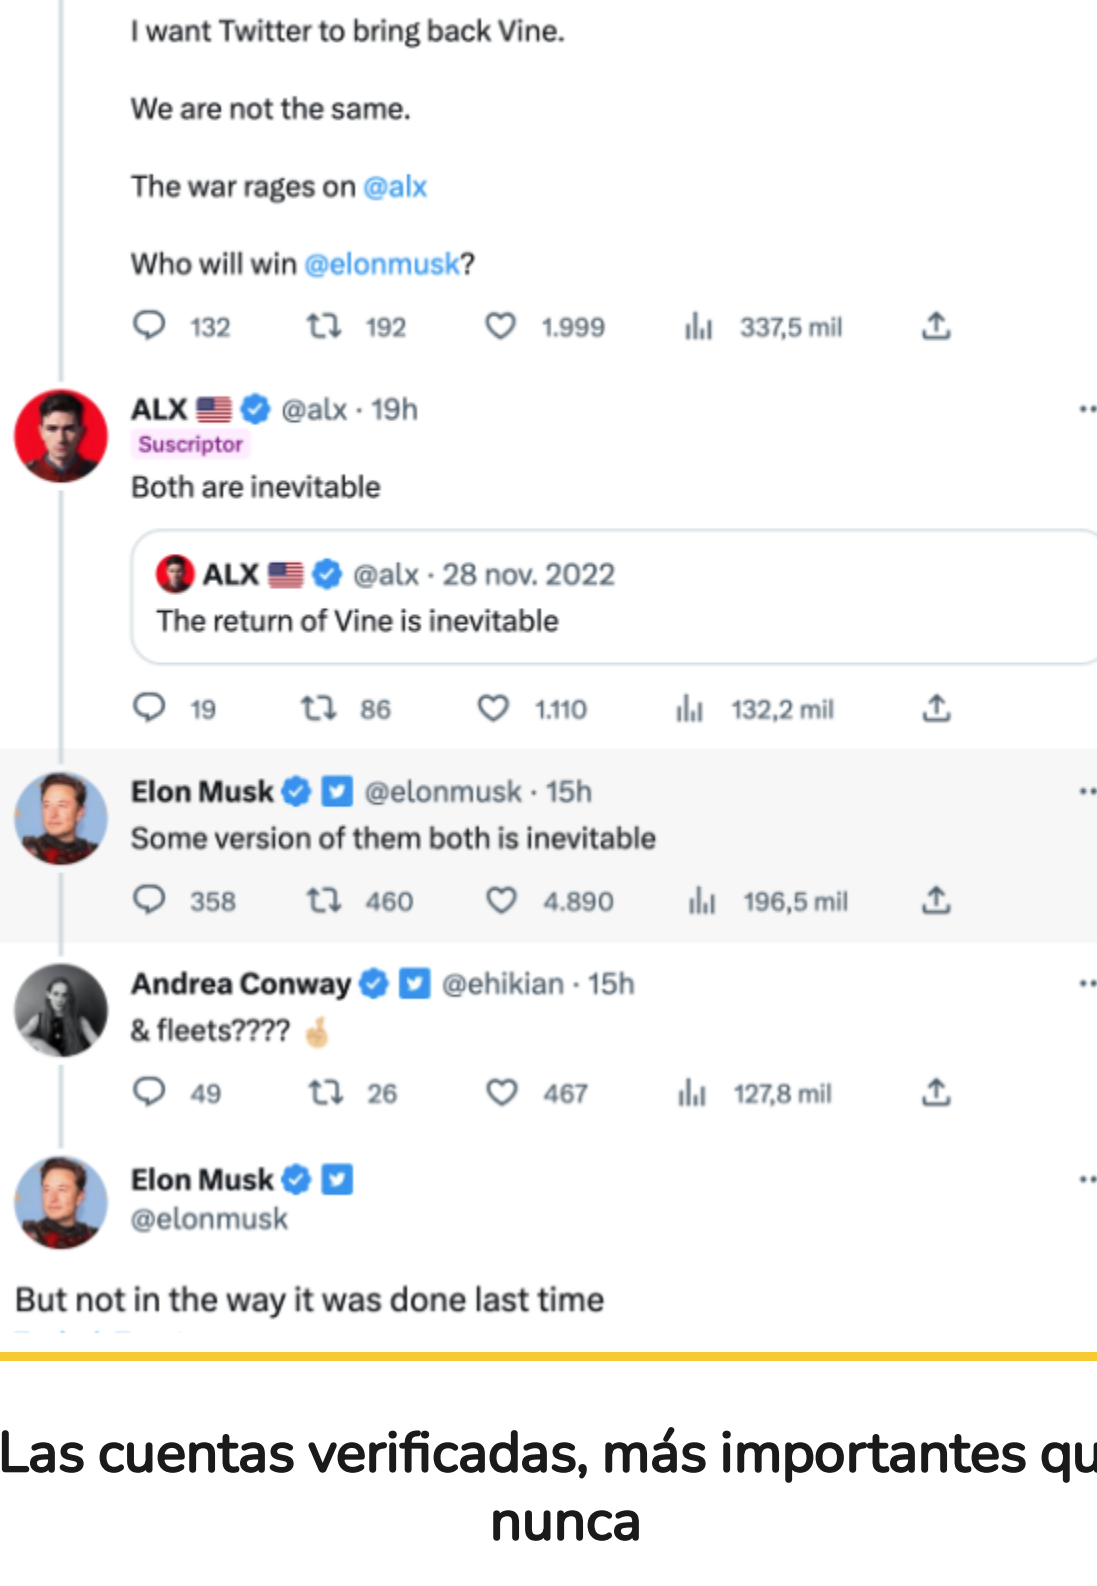 I want Twitter to bring back Vine.
We are not the same.
The war rages on @alx
Who will win @elonmusk?
132 192 1.999 337,5 mil
ALX @alx · 19h
Suscriptor
Both are inevitable
ALX @alx · 28 nov. 2022
The return of Vine is inevitable
19 86 1.110 132,2 mil
Elon Musk @elonmusk · 15h
Some version of them both is inevitable
358 460 4.890 196,5 mil
Andrea Conway @ehikian · 15h
& fleets???? 🤞🏼
49 26 467 127,8 mil
Elon Musk
@elonmusk
But not in the way it was done last time
Las cuentas verificadas, más importantes qu
nunca